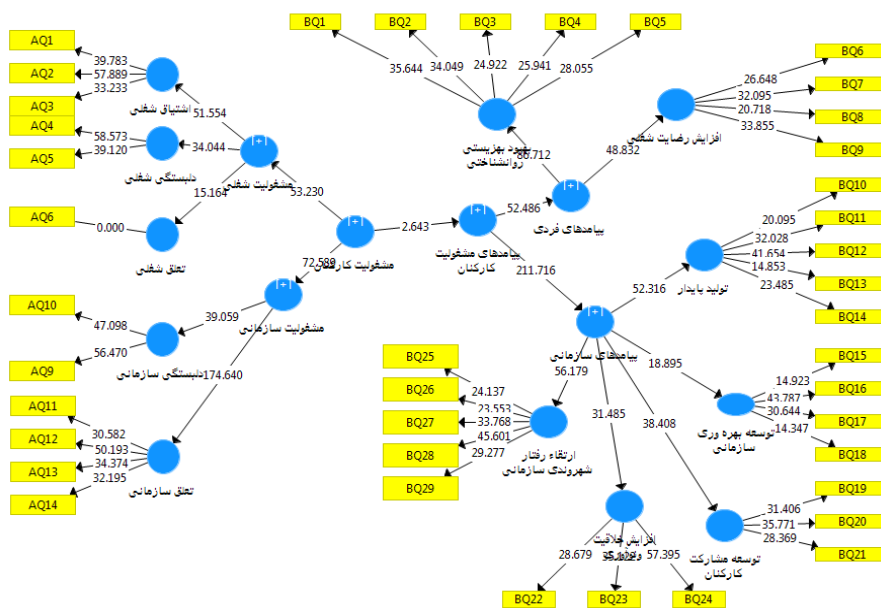 BQ1
BQ2
BQ3
BQ4
BQ5
35.644
34.049
24.922
25.941
28.055
بهبود بهزیستی
روانشناختی
AQ1
AQ2
AQ3
39.783
57.889
33.233
اشتیاق شغلی
AQ4
AQ5
58.573
39.120
دلبستگی شغلی
AQ6
0.000
تعلق شغلی
51.554
34.044
15.164
[+]
مشغولیت شغلی
53.230
[+]
مشغولیت کارکنان
72.589
2.643
[+]
مشغولیت سازمانی
39.059
174.640
AQ10
AQ9
47.098
56.470
دلبستگی سازمانی
AQ11
AQ12
AQ13
AQ14
30.582
50.193
34.374
32.195
تعلق سازمانی
[+]
پیامدهای مشغولیت
کارکنان
52.486
211.716
[+]
پیامدهای فردی
86.712
48.832
BQ6
BQ7
BQ8
BQ9
26.648
32.095
20.718
33.855
افزایش رضایت شغلی
[+]
پیامدهای سازمانی
52.316
18.895
38.408
31.485
56.179
BQ10
BQ11
BQ12
BQ13
BQ14
20.095
32.028
41.654
14.853
23.485
تولید پایدار
BQ15
BQ16
BQ17
BQ18
14.923
43.787
30.644
14.347
توسعه بهره وری
سازمانی
BQ19
BQ20
BQ21
31.406
35.771
28.369
توسعه مشارکت
کارکنان
BQ25
BQ26
BQ27
BQ28
BQ29
24.137
23.553
33.768
45.601
29.277
ارتقاء رفتار
شهروندی سازمانی
افزایش خلاقیت
28.679
57.395
BQ22
BQ23
BQ24